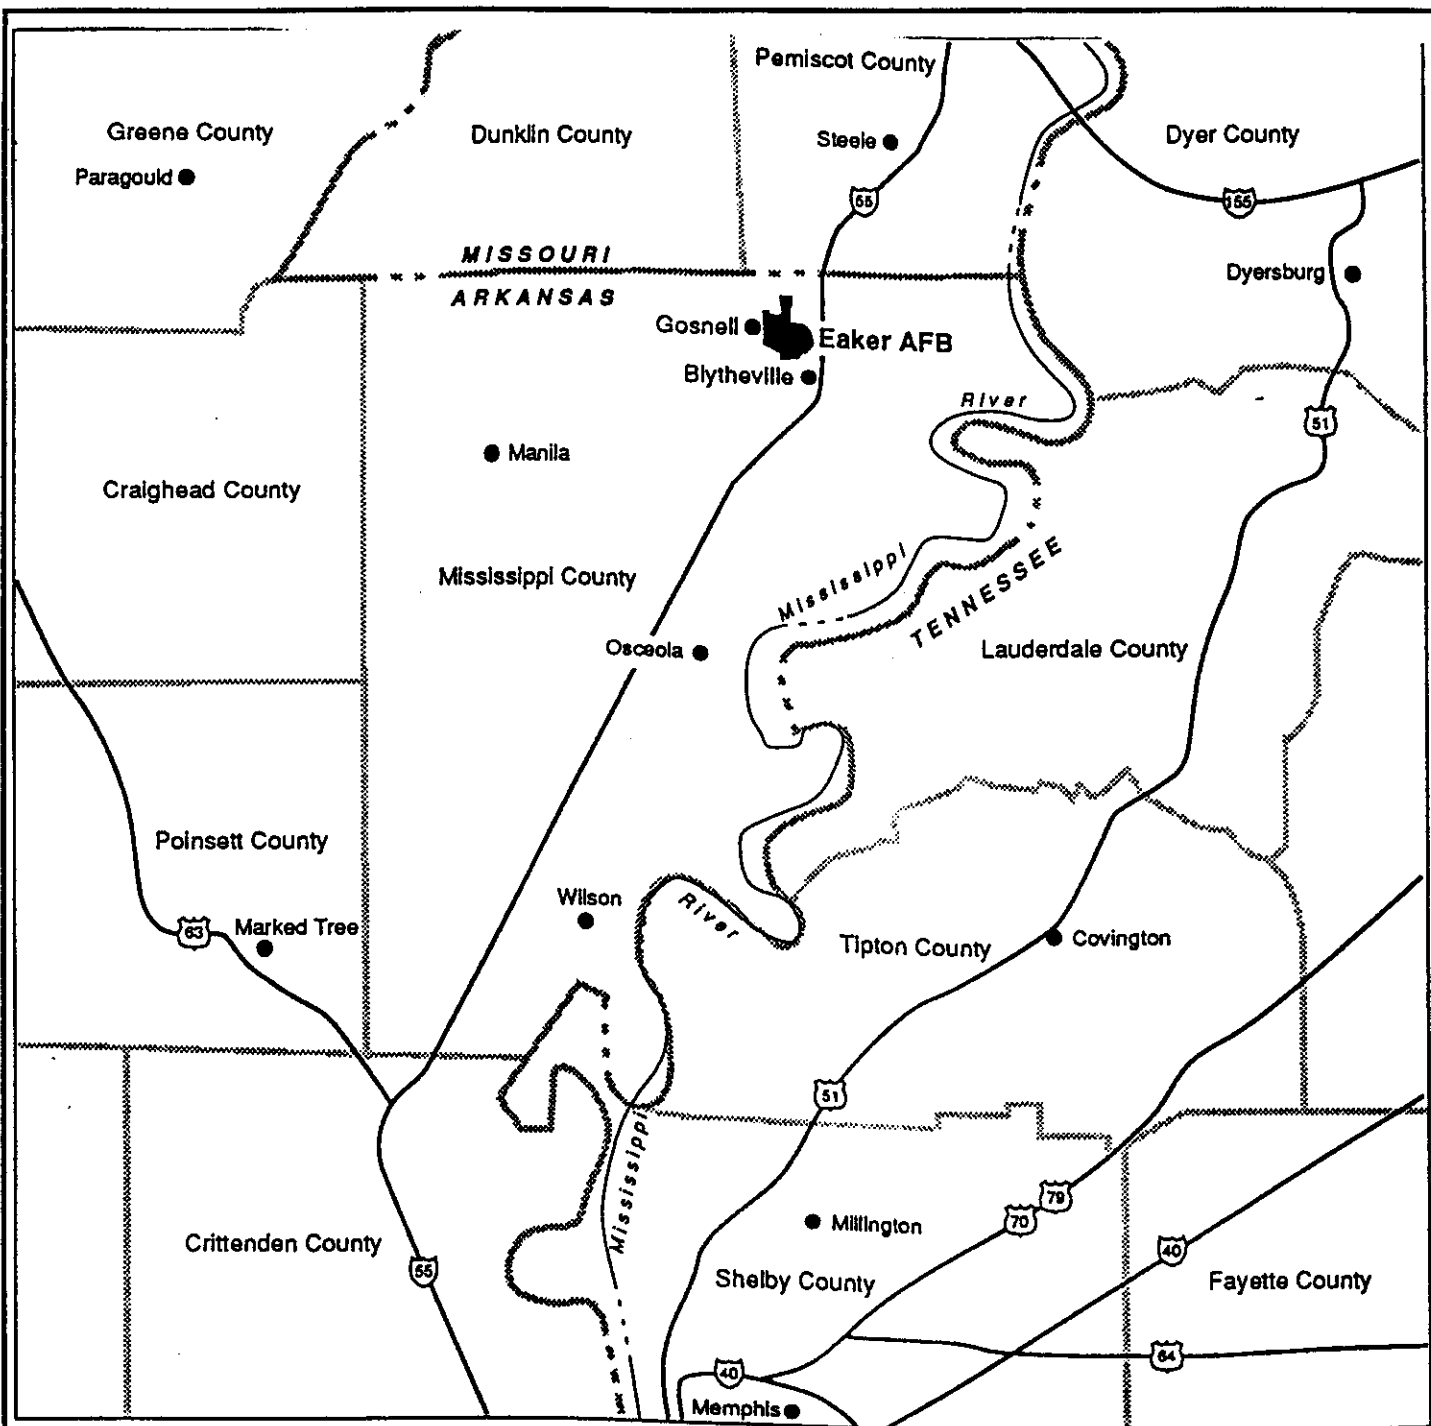 Pemiscot County
Greene County
Dunklin County
Steele
Dyer County
Paragould
55
155
MISSOURI
ARKANSAS
Dyersburg
Gosnell
Eaker AFB
Blytheville
River
51
Manila
Craighead County
Mississippi
TENNESSEE
Mississippi County
Osceola
Lauderdale County
Poinsett County
Wilson
River
63
Marked Tree
Tipton County
Covington
51
Mississippi
79
70
Millington
40
Crittenden County
55
Shelby County
Fayette County
64
40
Memphis